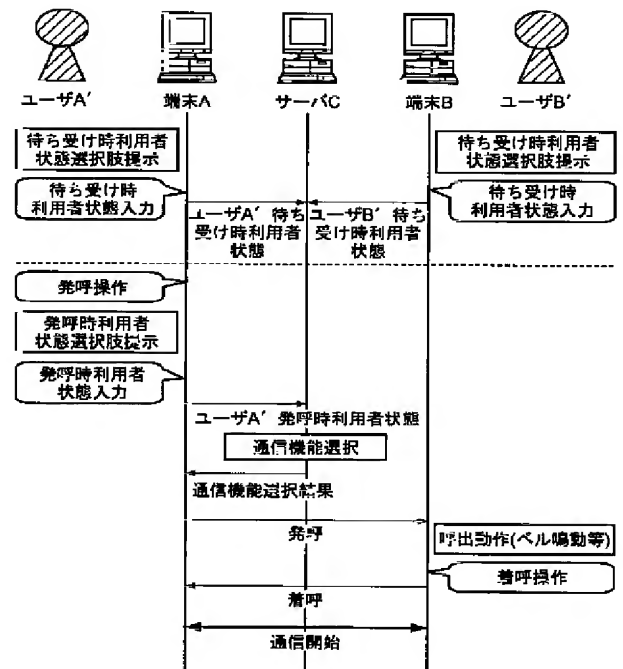 ユーザA′ 端末A サーバC 端末B ユーザB′
待ち受け時利用者
状態選択肢提示
待ち受け時利用者
状態選択肢提示
待ち受け時
利用者状態入力
待ち受け時
利用者状態入力
ユーザA′ 待ち
受け時利用者
状態
ユーザB′ 待ち
受け時利用者
状態
発呼操作
発呼時利用者
状態選択肢提示
発呼時利用者
状態入力
ユーザA′ 発呼時利用者状態
通信機能選択
通信機能選択結果
発呼
呼出動作(ベル鳴動等)
着呼操作
着呼
通信開始